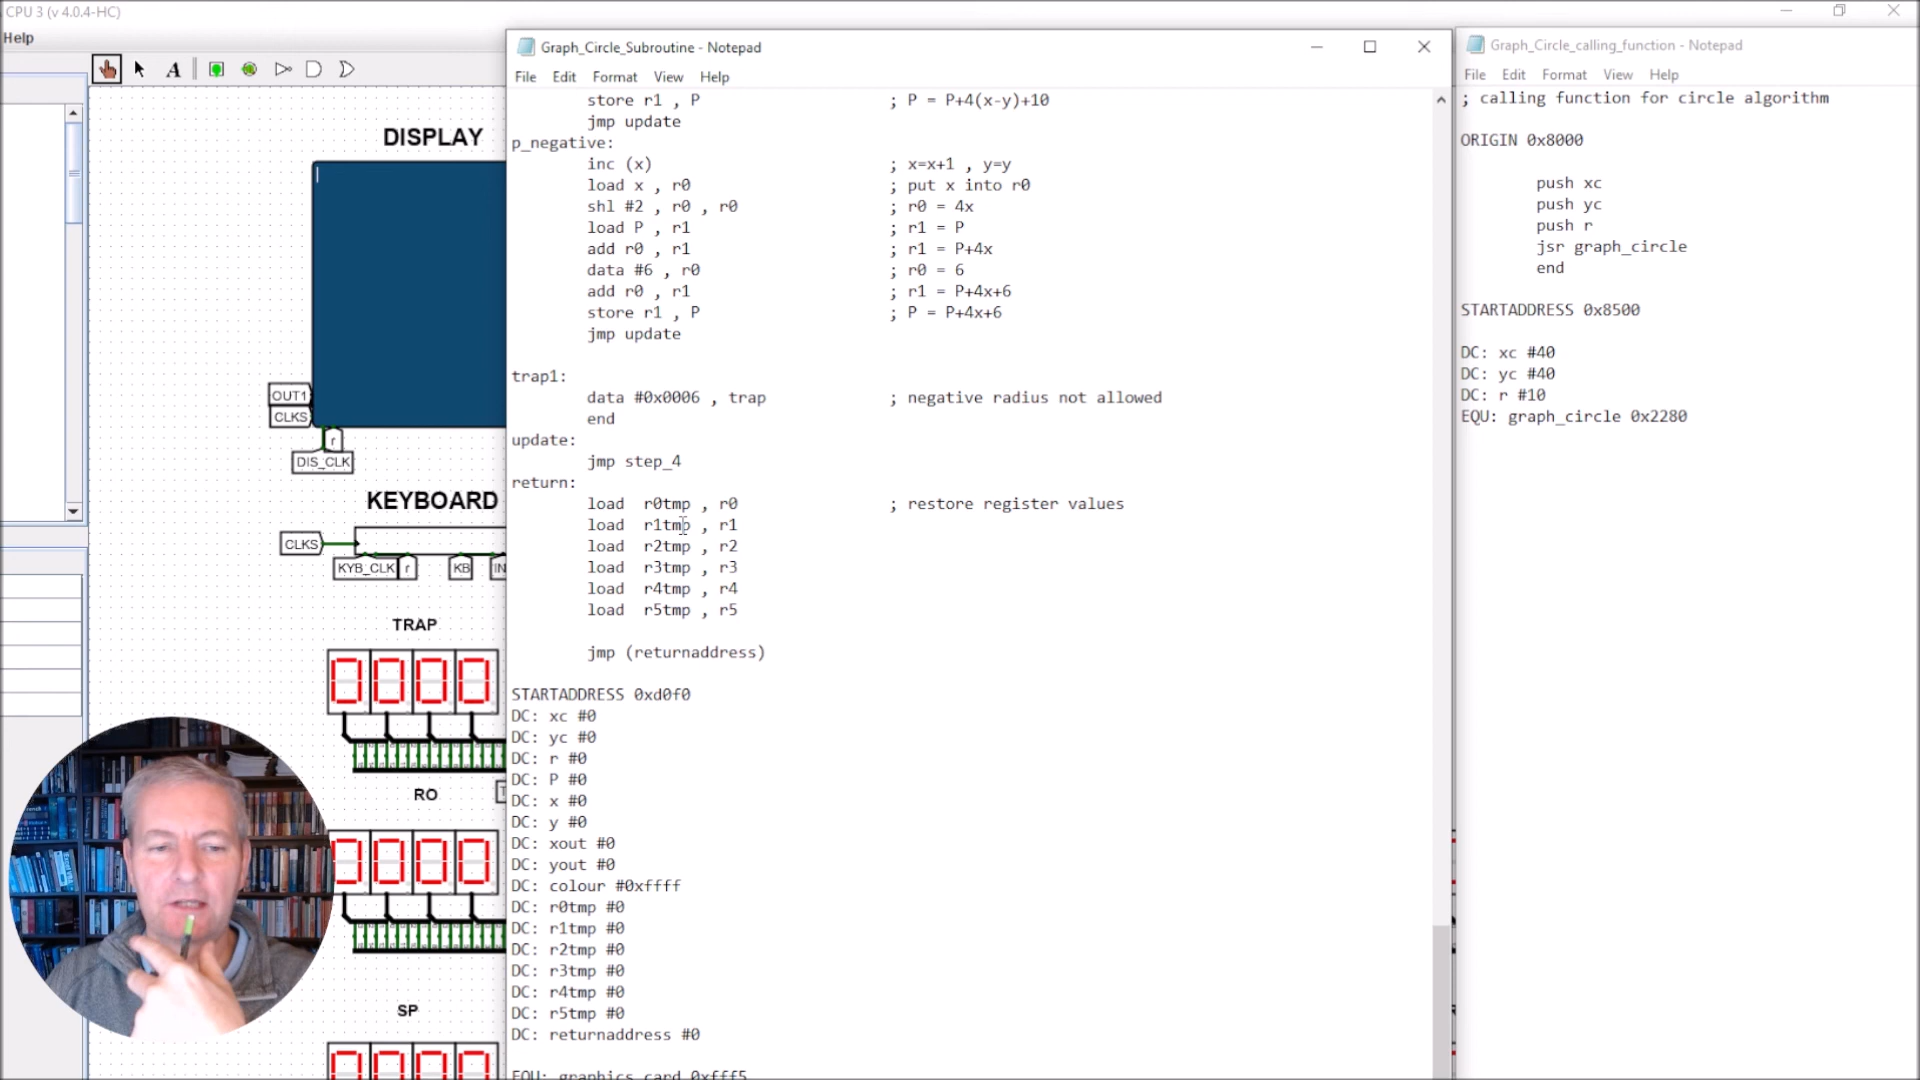 CPU 3 (v 4.0.4-HC)
Help
A
DISPLAY
OUT1
CLKS
r
DIS_CLK
KEYBOARD
CLKS
KYB_CLK
r
KB
TRAP
RO
SP
Graph_Circle_Subroutine - Notepad
File Edit Format View Help
store r1 , P ; P = P+4(x-y)+10
jmp update
p_negative:
inc (x) ; x=x+1 , y=y
load x , r0 ; put x into r0
shl #2 , r0 , r0 ; r0 = 4x
load P , r1 ; r1 = P
add r0 , r1 ; r1 = P+4x
data #6 , r0 ; r0 = 6
add r0 , r1 ; r1 = P+4x+6
store r1 , P ; P = P+4x+6
jmp update
trap1:
data #0x0006 , trap ; negative radius not allowed
end
update:
jmp step_4
return:
load r0tmp , r0 ; restore register values
load r1tmp , r1
load r2tmp , r2
load r3tmp , r3
load r4tmp , r4
load r5tmp , r5
jmp (returnaddress)
STARTADDRESS 0xd0f0
DC: xc #0
DC: yc #0
DC: r #0
DC: P #0
DC: x #0
DC: y #0
DC: xout #0
DC: yout #0
DC: colour #0xffff
DC: r0tmp #0
DC: r1tmp #0
DC: r2tmp #0
DC: r3tmp #0
DC: r4tmp #0
DC: r5tmp #0
DC: returnaddress #0
EQU: graphics_card 0xfff5
Graph_Circle_calling_function - Notepad
File Edit Format View Help
; calling function for circle algorithm
ORIGIN 0x8000
push xc
push yc
push r
jsr graph_circle
end
STARTADDRESS 0x8500
DC: xc #40
DC: yc #40
DC: r #10
EQU: graph_circle 0x2280